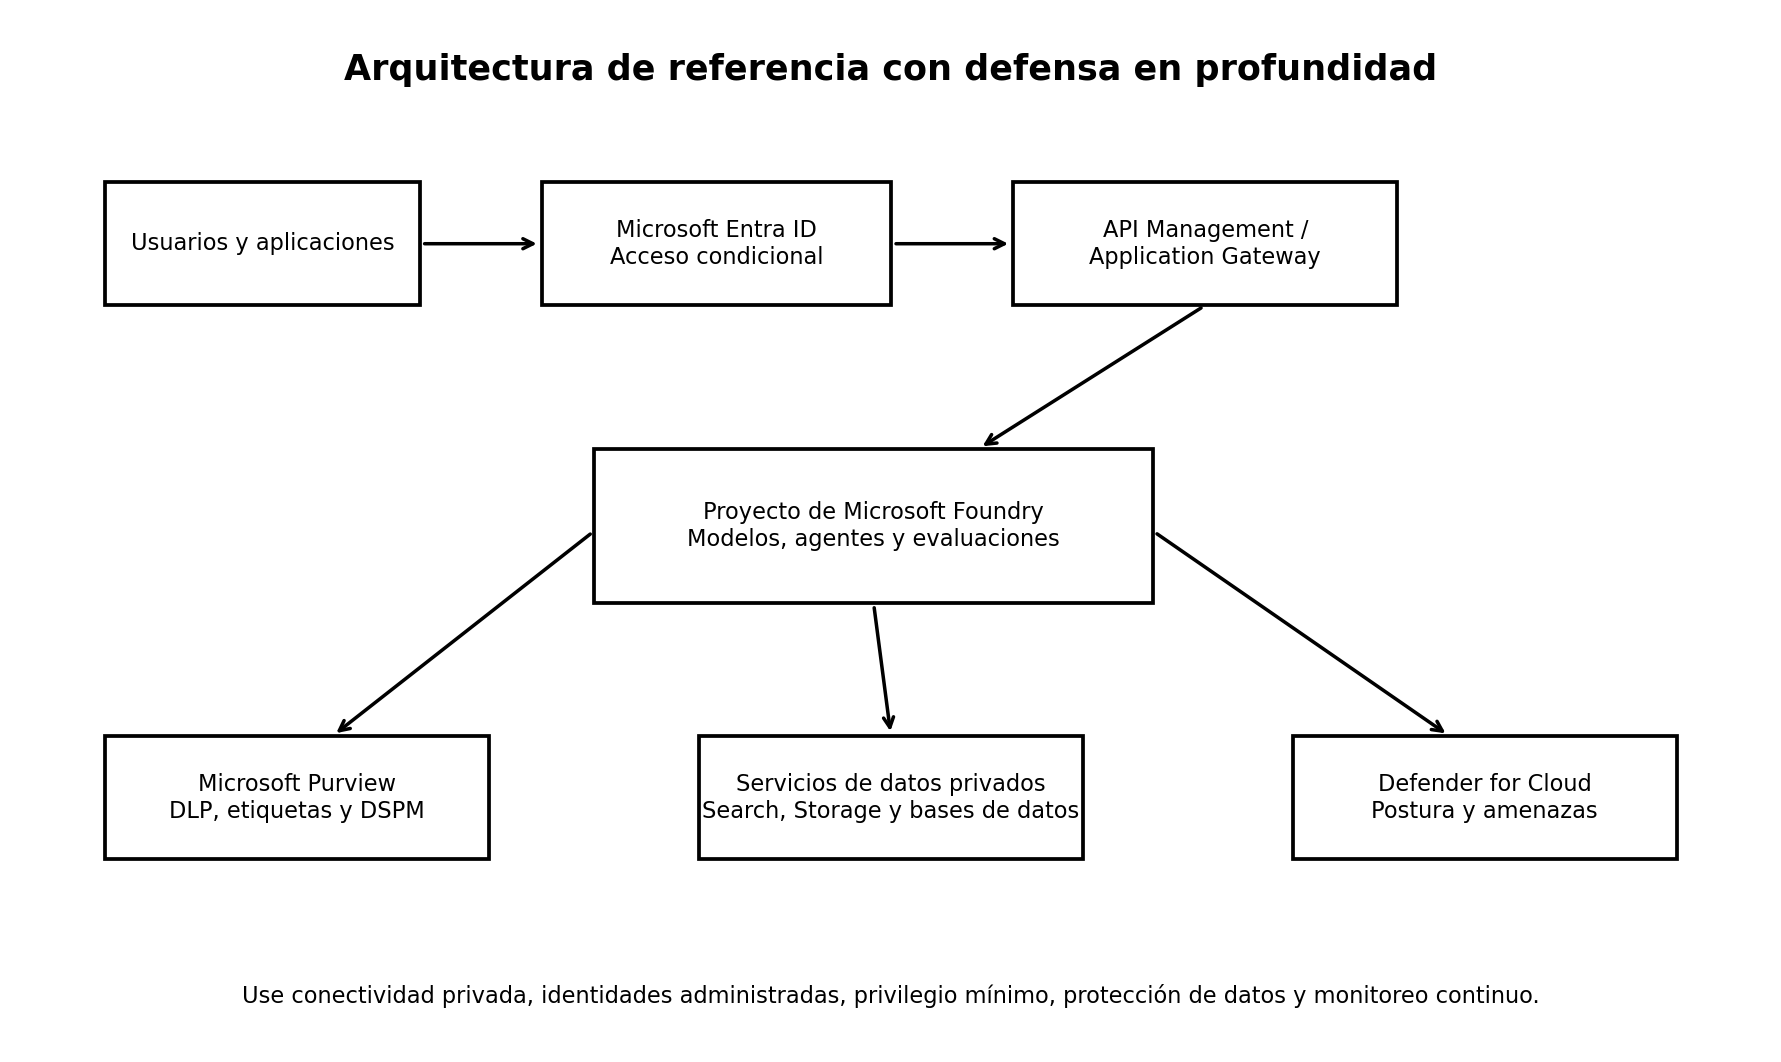 Arquitectura de referencia con defensa en profundidad
Usuarios y aplicaciones
Microsoft Entra ID
Acceso condicional
API Management /
Application Gateway
Proyecto de Microsoft Foundry
Modelos, agentes y evaluaciones
Microsoft Purview
DLP, etiquetas y DSPM
Servicios de datos privados
Search, Storage y bases de datos
Defender for Cloud
Postura y amenazas
Use conectividad privada, identidades administradas, privilegio mínimo, protección de datos y monitoreo continuo.